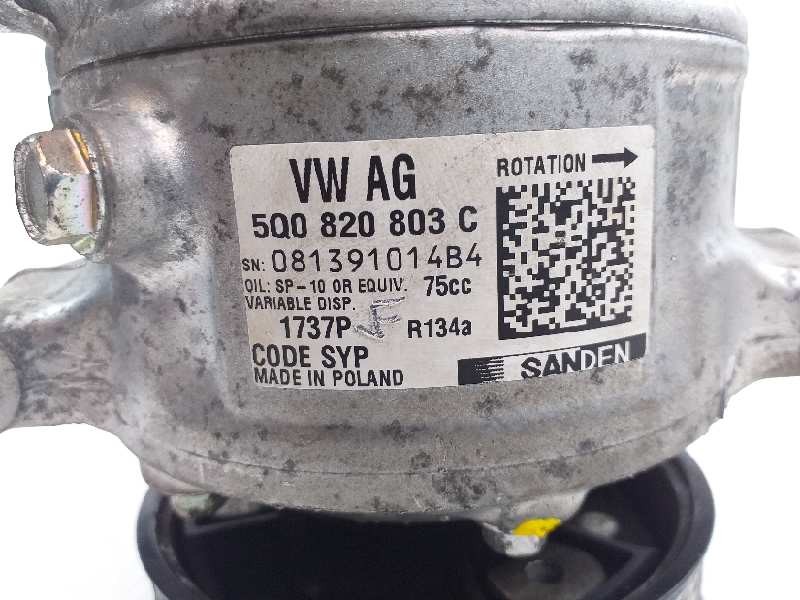 VW AG
ROTATION
5Q0 820 803 C
SN: 081391014B4
OIL: SP-10 OR EQUIV. 75cc
VARIABLE DISP.
1737P F R134a
CODE SYP
MADE IN POLAND
SANDEN